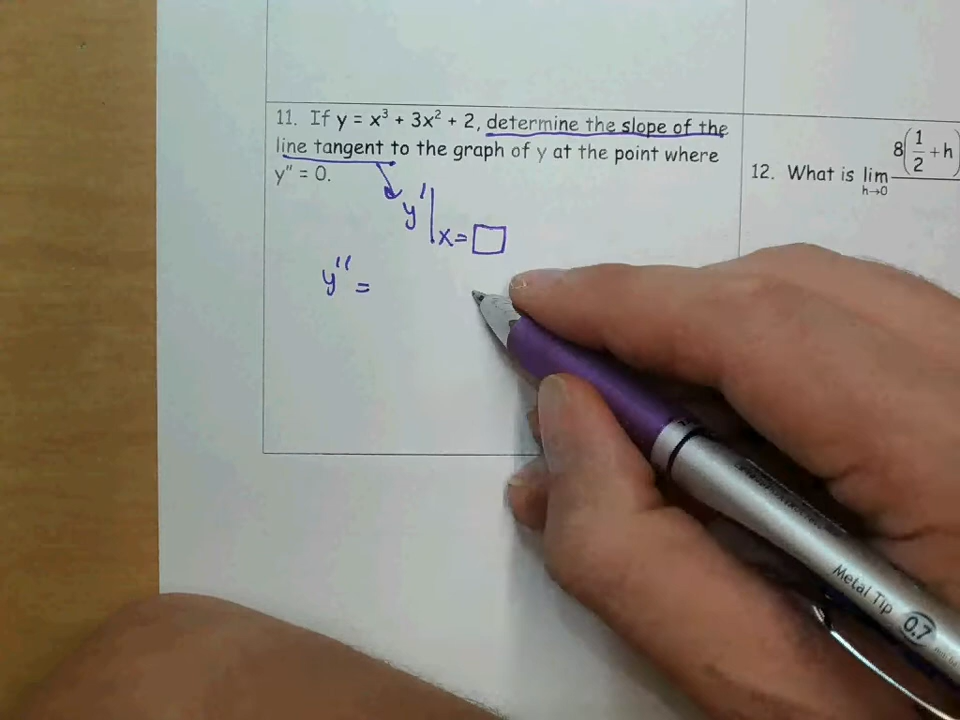 11. If y = x³ + 3x² + 2, determine the slope of the
line tangent to the graph of y at the point where
y" = 0.
y'|x=□
y'' =
12. What is lim h→0 8(1/2 + h)
Metal Tip 0.7